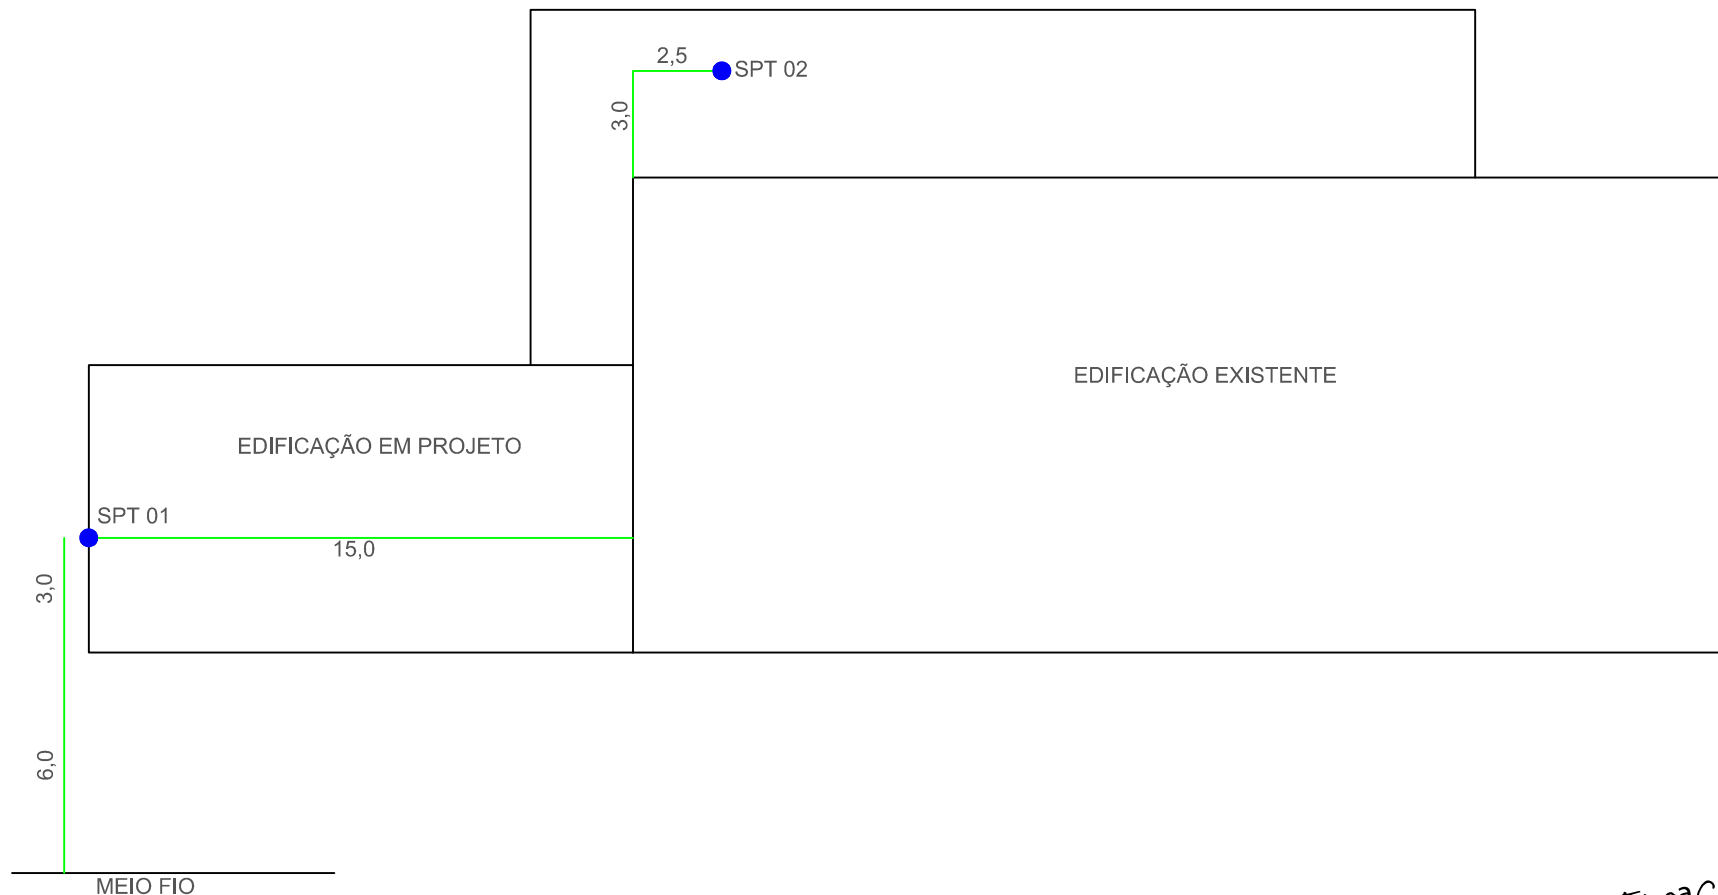 2,5
SPT 02
3,0
EDIFICAÇÃO EXISTENTE
EDIFICAÇÃO EM PROJETO
SPT 01
15,0
3,0
6,0
MEIO FIO